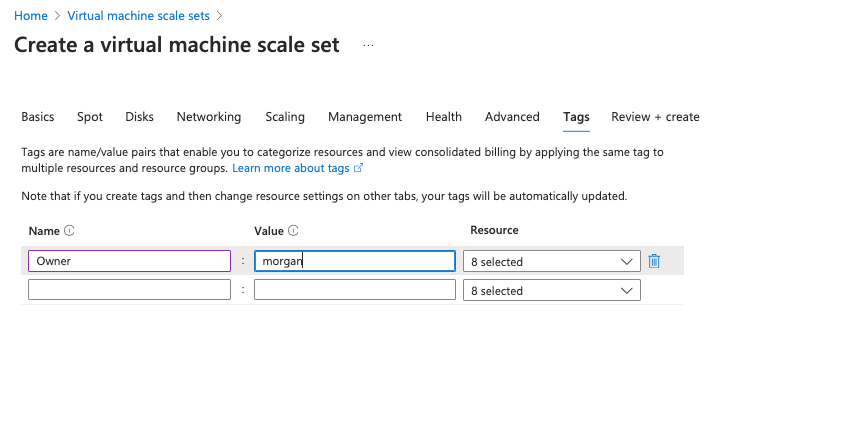 Home > Virtual machine scale sets >
Create a virtual machine scale set ...
Basics Spot Disks Networking Scaling Management Health Advanced Tags Review + create
Tags are name/value pairs that enable you to categorize resources and view consolidated billing by applying the same tag to
multiple resources and resource groups. Learn more about tags
Note that if you create tags and then change resource settings on other tabs, your tags will be automatically updated.
Name Value Resource
Owner : morgan 8 selected
: 8 selected